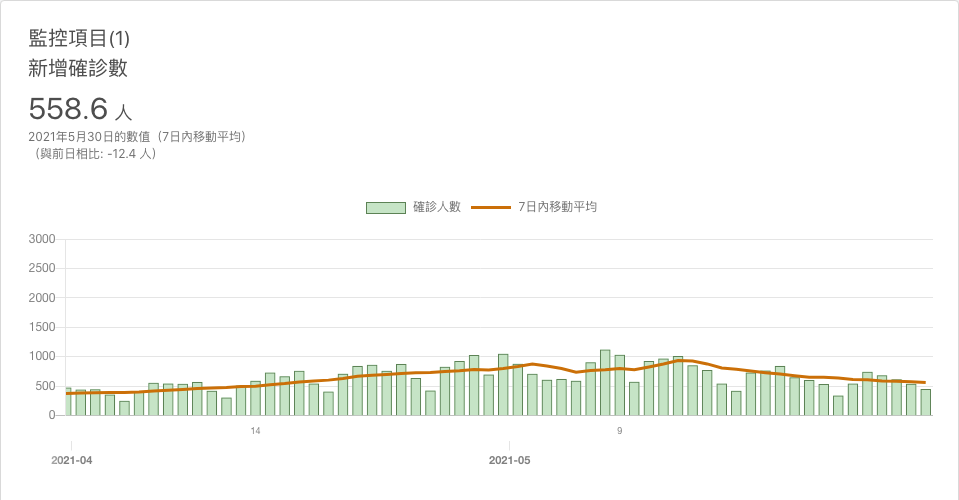 監控項目(1)
新增確診數
558.6 人
2021年5月30日的數值（7日內移動平均）
（與前日相比: -12.4 人）
確診人數 7日內移動平均
3000
2500
2000
1500
1000
500
0
14 9
2021-04 2021-05